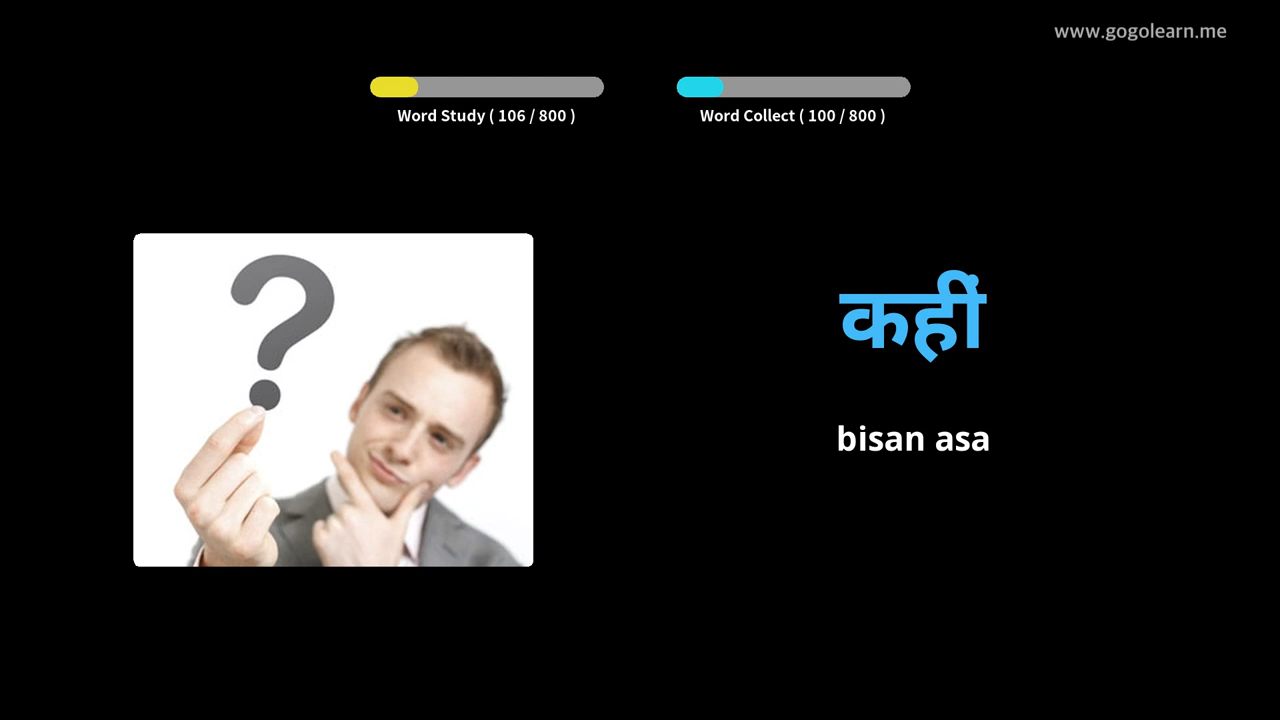 www.gogolearn.me
Word Study ( 106 / 800 )
Word Collect ( 100 / 800 )
कहीं
bisan asa